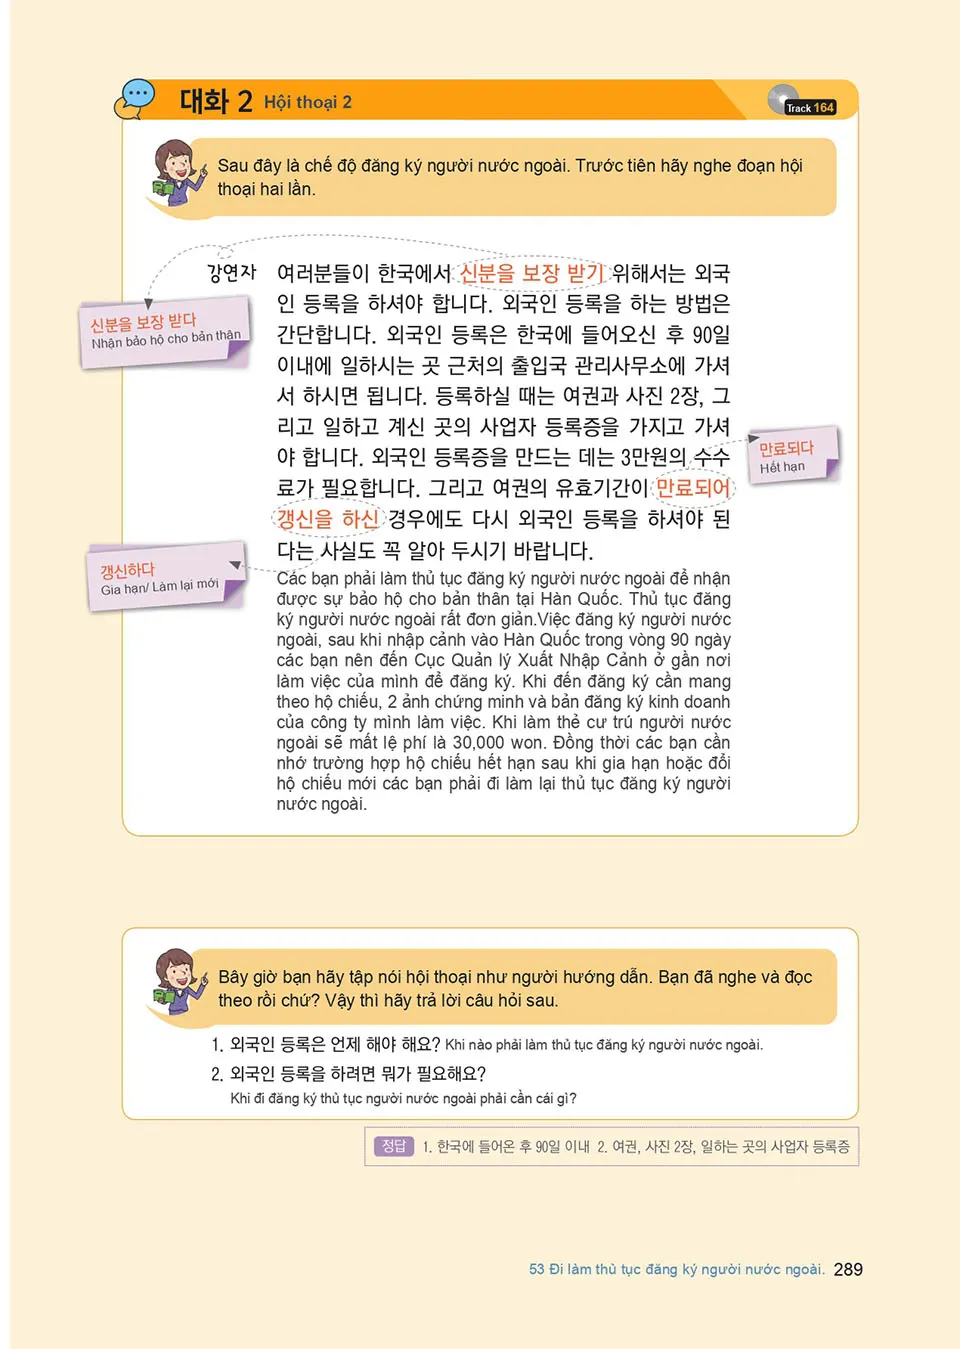 대화 2 Hội thoại 2
Track 164
Sau đây là chế độ đăng ký người nước ngoài. Trước tiên hãy nghe đoạn hội
thoại hai lần.
강연자 여러분들이 한국에서 신분을 보장 받기 위해서는 외국
인 등록을 하셔야 합니다. 외국인 등록을 하는 방법은
간단합니다. 외국인 등록은 한국에 들어오신 후 90일
이내에 일하시는 곳 근처의 출입국 관리사무소에 가셔
서 하시면 됩니다. 등록하실 때는 여권과 사진 2장, 그
리고 일하고 계신 곳의 사업자 등록증을 가지고 가셔
야 합니다. 외국인 등록증을 만드는 데는 3만원의 수수
료가 필요합니다. 그리고 여권의 유효기간이 만료되어
갱신을 하신 경우에도 다시 외국인 등록을 하셔야 된
다는 사실도 꼭 알아 두시기 바랍니다.
신분을 보장 받다
Nhận bảo hộ cho bản thân
만료되다
Hết hạn
갱신하다
Gia hạn/ Làm lại mới
Các bạn phải làm thủ tục đăng ký người nước ngoài để nhận
được sự bảo hộ cho bản thân tại Hàn Quốc. Thủ tục đăng
ký người nước ngoài rất đơn giản.Việc đăng ký người nước
ngoài, sau khi nhập cảnh vào Hàn Quốc trong vòng 90 ngày
các bạn nên đến Cục Quản lý Xuất Nhập Cảnh ở gần nơi
làm việc của mình để đăng ký. Khi đến đăng ký cần mang
theo hộ chiếu, 2 ảnh chứng minh và bản đăng ký kinh doanh
của công ty mình làm việc. Khi làm thẻ cư trú người nước
ngoài sẽ mất lệ phí là 30,000 won. Đồng thời các bạn cần
nhớ trường hợp hộ chiếu hết hạn sau khi gia hạn hoặc đổi
hộ chiếu mới các bạn phải đi làm lại thủ tục đăng ký người
nước ngoài.
Bây giờ bạn hãy tập nói hội thoại như người hướng dẫn. Bạn đã nghe và đọc
theo rồi chứ? Vậy thì hãy trả lời câu hỏi sau.
1. 외국인 등록은 언제 해야 해요? Khi nào phải làm thủ tục đăng ký người nước ngoài.
2. 외국인 등록을 하려면 뭐가 필요해요?
Khi đi đăng ký thủ tục người nước ngoài phải cần cái gì?
정답 1. 한국에 들어온 후 90일 이내 2. 여권, 사진 2장, 일하는 곳의 사업자 등록증
53 Đi làm thủ tục đăng ký người nước ngoài. 289